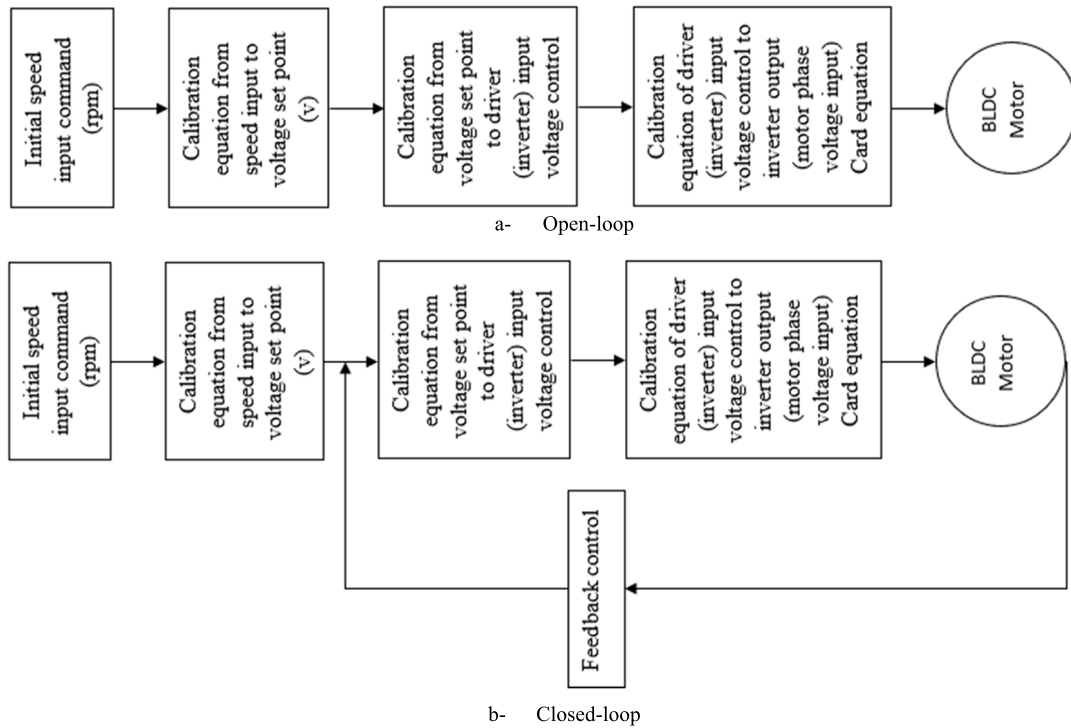 Initial speed
input command
(rpm)
Calibration
equation from
speed input to
voltage set point
(v)
Calibration
equation from
voltage set point
to driver
(inverter) input
voltage control
Calibration
equation of driver
(inverter) input
voltage control to
inverter output
(motor phase
voltage input)
Card equation
BLDC
Motor
a- Open-loop
Initial speed
input command
(rpm)
Calibration
equation from
speed input to
voltage set point
(v)
Calibration
equation from
voltage set point
to driver
(inverter) input
voltage control
Calibration
equation of driver
(inverter) input
voltage control to
inverter output
(motor phase
voltage input)
Card equation
BLDC
Motor
Feedback control
b- Closed-loop